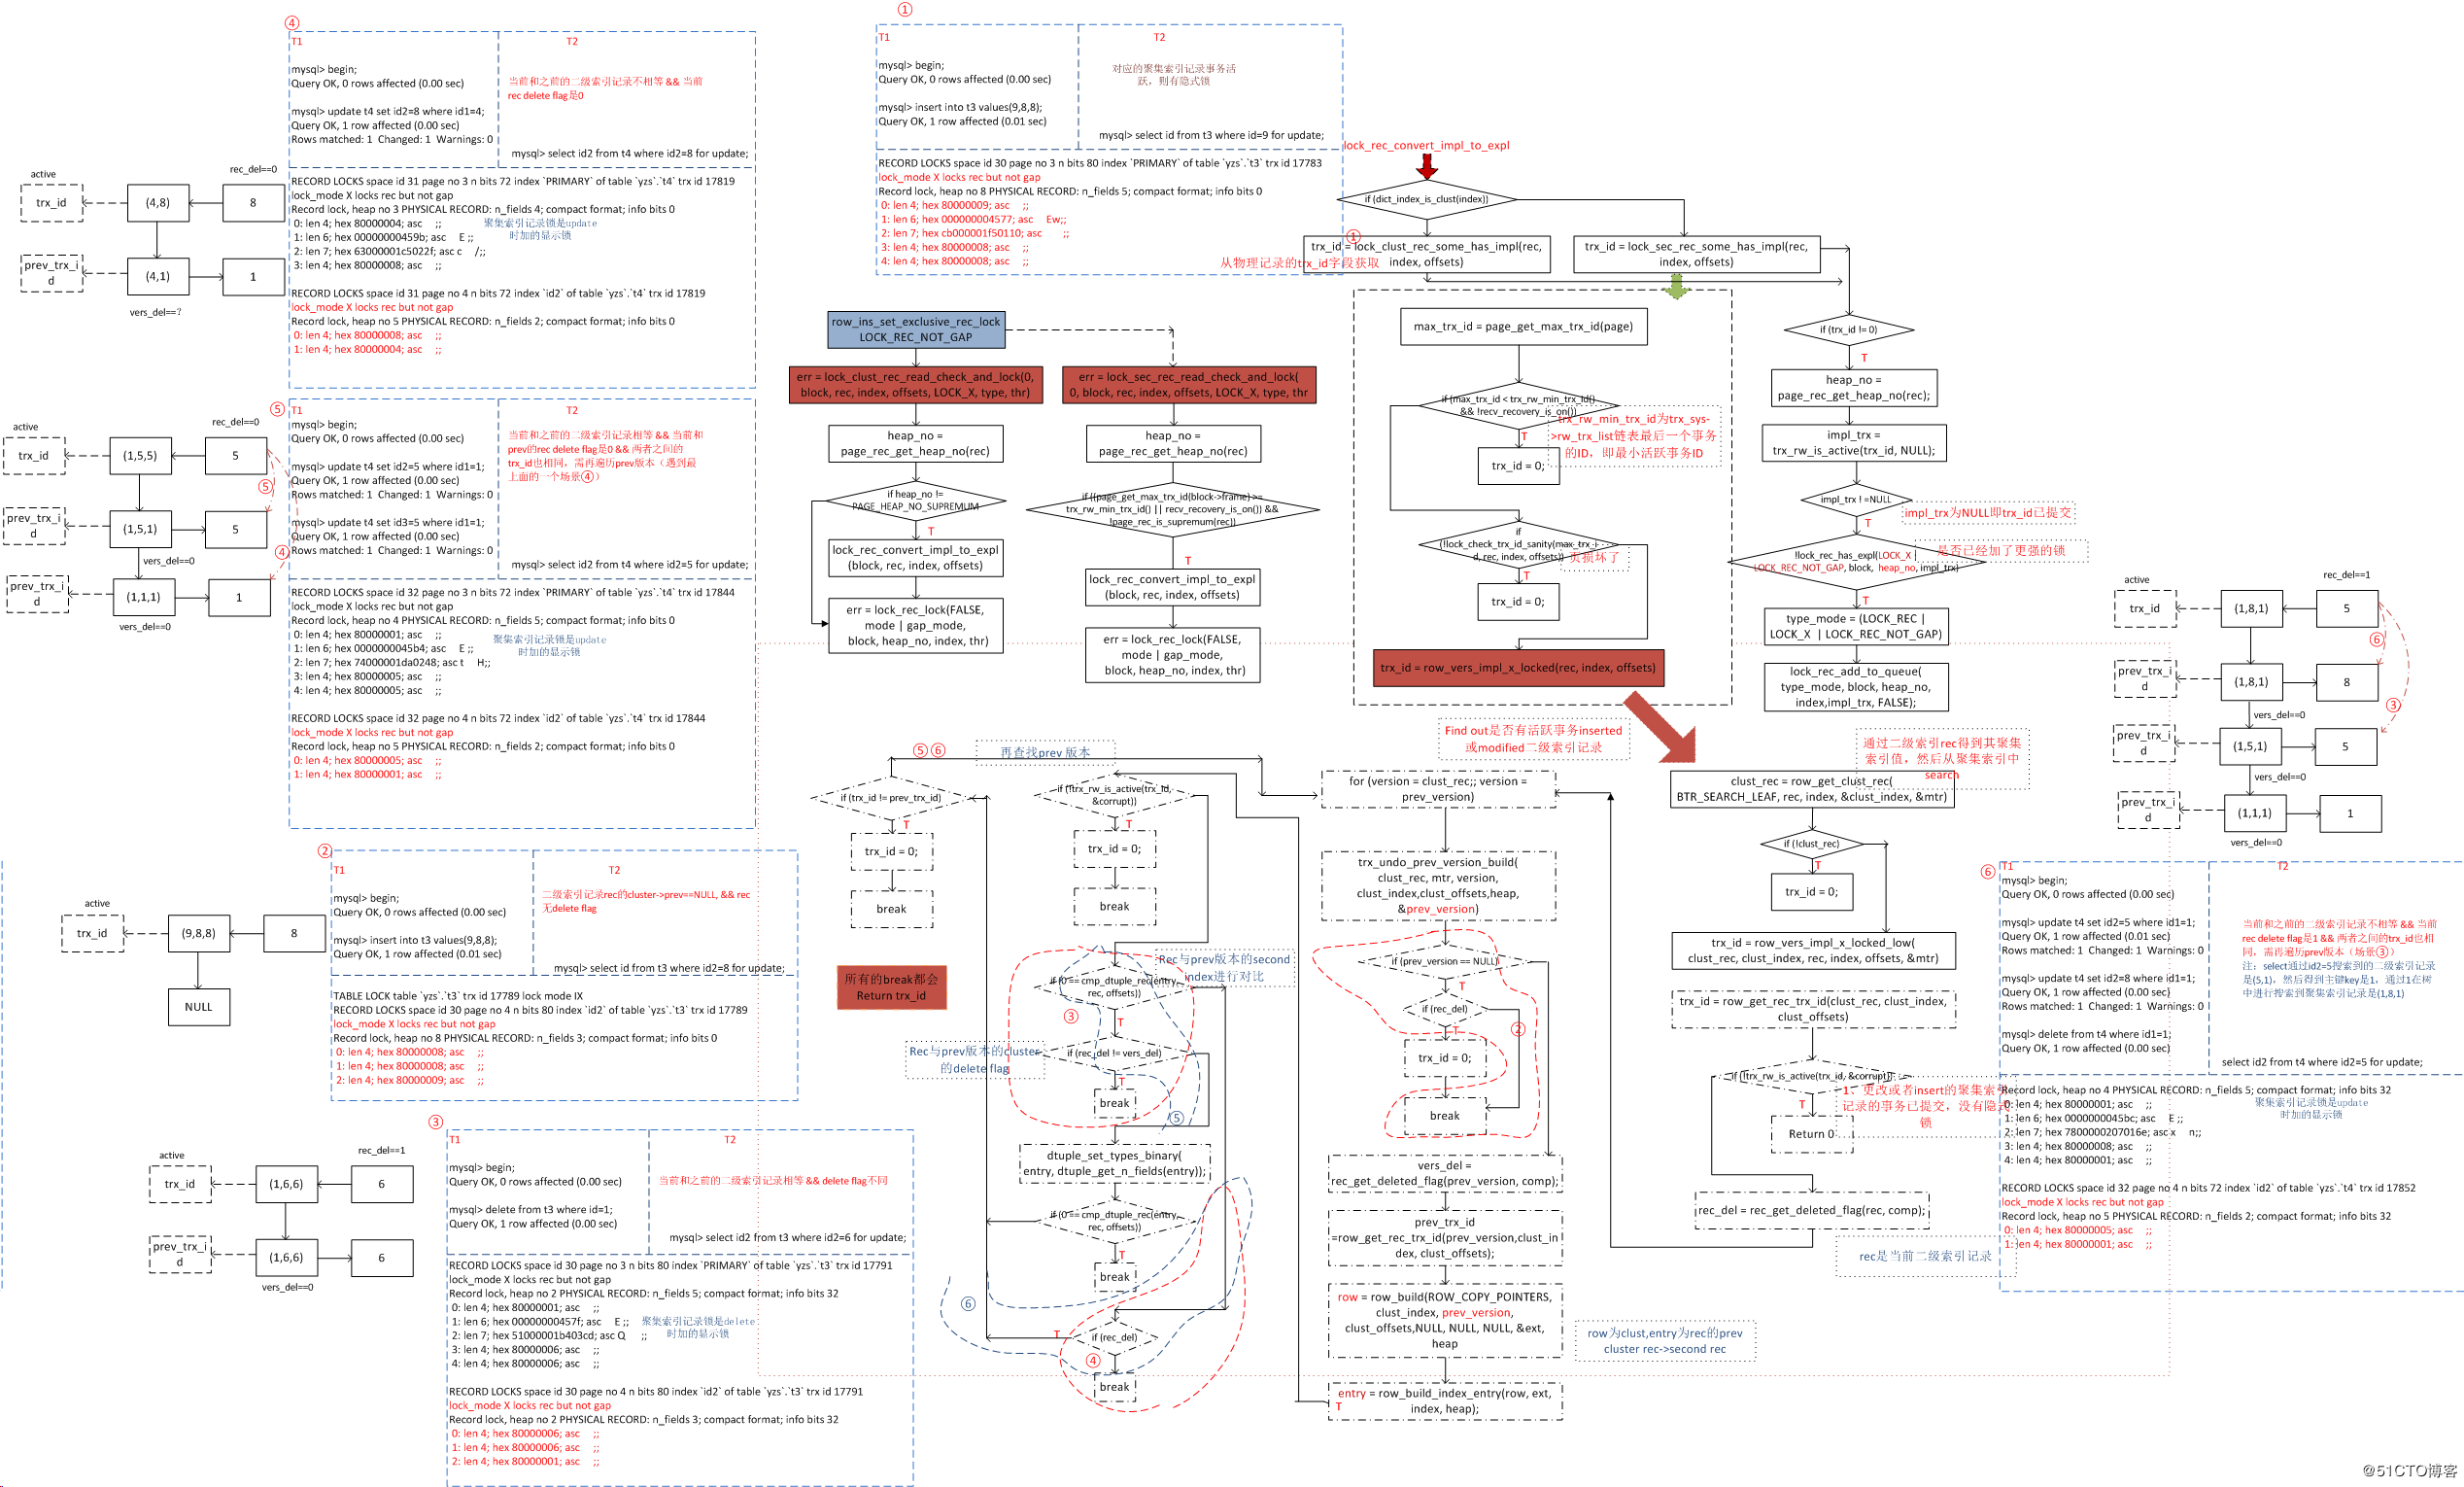 ④
T1
T2
mysql> begin;
Query OK, 0 rows affected (0.00 sec)
mysql> update t4 set id2=8 where id1=4;
Query OK, 1 row affected (0.00 sec)
Rows matched: 1 Changed: 1 Warnings: 0
当前和之前的二级索引记录不相等 && 当前
rec delete flag是0
mysql> select id2 from t4 where id2=8 for update;
RECORD LOCKS space id 31 page no 3 n bits 72 index `PRIMARY` of table `yzs`.`t4` trx id 17819
lock_mode X locks rec but not gap
Record lock, heap no 3 PHYSICAL RECORD: n_fields 4; compact format; info bits 0
0: len 4; hex 80000004; asc ;;
1: len 6; hex 00000000459b; asc E ;;
2: len 7; hex 63000001c5022f; asc c /;;
3: len 4; hex 80000008; asc ;;
聚集索引记录锁是update
时加的显示锁
RECORD LOCKS space id 31 page no 4 n bits 72 index `id2` of table `yzs`.`t4` trx id 17819
lock_mode X locks rec but not gap
Record lock, heap no 5 PHYSICAL RECORD: n_fields 2; compact format; info bits 0
0: len 4; hex 80000008; asc ;;
1: len 4; hex 80000004; asc ;;
active
rec_del==0
trx_id
(4,8)
8
prev_trx_i
d
(4,1)
1
vers_del==?
⑤
T1
T2
mysql> begin;
Query OK, 0 rows affected (0.00 sec)
mysql> update t4 set id2=5 where id1=1;
Query OK, 1 row affected (0.00 sec)
Rows matched: 1 Changed: 1 Warnings: 0
mysql> update t4 set id3=5 where id1=1;
Query OK, 1 row affected (0.00 sec)
Rows matched: 1 Changed: 1 Warnings: 0
当前和之前的二级索引记录相等 && 当前和
prev的rec delete flag是0 && 两者之间的
trx_id也相同，需再遍历prev版本（遇到最
上面的一个场景④）
mysql> select id2 from t4 where id2=5 for update;
RECORD LOCKS space id 32 page no 3 n bits 72 index `PRIMARY` of table `yzs`.`t4` trx id 17844
lock_mode X locks rec but not gap
Record lock, heap no 4 PHYSICAL RECORD: n_fields 5; compact format; info bits 0
0: len 4; hex 80000001; asc ;;
1: len 6; hex 0000000045b4; asc E ;;
2: len 7; hex 74000001da0248; asc t H;;
3: len 4; hex 80000005; asc ;;
4: len 4; hex 80000005; asc ;;
聚集索引记录锁是update
时加的显示锁
RECORD LOCKS space id 32 page no 4 n bits 72 index `id2` of table `yzs`.`t4` trx id 17844
lock_mode X locks rec but not gap
Record lock, heap no 5 PHYSICAL RECORD: n_fields 2; compact format; info bits 0
0: len 4; hex 80000005; asc ;;
1: len 4; hex 80000001; asc ;;
active
rec_del==0
trx_id
(1,5,5)
5
⑤
prev_trx_i
d
(1,5,1)
5
④
vers_del==0
prev_trx_i
d
(1,1,1)
1
vers_del==0
②
T1
T2
mysql> begin;
Query OK, 0 rows affected (0.00 sec)
mysql> insert into t3 values(9,8,8);
Query OK, 1 row affected (0.01 sec)
二级索引记录rec的cluster->prev==NULL, && rec
无delete flag
mysql> select id from t3 where id2=8 for update;
TABLE LOCK table `yzs`.`t3` trx id 17789 lock mode IX
RECORD LOCKS space id 30 page no 4 n bits 80 index `id2` of table `yzs`.`t3` trx id 17789
lock_mode X locks rec but not gap
Record lock, heap no 8 PHYSICAL RECORD: n_fields 3; compact format; info bits 0
0: len 4; hex 80000008; asc ;;
1: len 4; hex 80000008; asc ;;
2: len 4; hex 80000009; asc ;;
active
trx_id
(9,8,8)
8
NULL
③
T1
T2
mysql> begin;
Query OK, 0 rows affected (0.00 sec)
mysql> delete from t3 where id=1;
Query OK, 1 row affected (0.00 sec)
当前和之前的二级索引记录相等 && delete flag不同
mysql> select id2 from t3 where id2=6 for update;
RECORD LOCKS space id 30 page no 3 n bits 80 index `PRIMARY` of table `yzs`.`t3` trx id 17791
lock_mode X locks rec but not gap
Record lock, heap no 2 PHYSICAL RECORD: n_fields 5; compact format; info bits 32
0: len 4; hex 80000001; asc ;;
1: len 6; hex 00000000457f; asc E ;;
2: len 7; hex 51000001b403cd; asc Q ;;
3: len 4; hex 80000006; asc ;;
4: len 4; hex 80000006; asc ;;
聚集索引记录锁是delete
时加的显示锁
RECORD LOCKS space id 30 page no 4 n bits 80 index `id2` of table `yzs`.`t3` trx id 17791
lock_mode X locks rec but not gap
Record lock, heap no 2 PHYSICAL RECORD: n_fields 3; compact format; info bits 32
0: len 4; hex 80000006; asc ;;
1: len 4; hex 80000006; asc ;;
2: len 4; hex 80000001; asc ;;
active
rec_del==1
trx_id
(1,6,6)
6
prev_trx_i
d
(1,6,6)
6
vers_del==0
①
T1
T2
mysql> begin;
Query OK, 0 rows affected (0.00 sec)
mysql> insert into t3 values(9,8,8);
Query OK, 1 row affected (0.01 sec)
对应的聚集索引记录事务活
跃，则有隐式锁
mysql> select id from t3 where id=9 for update;
RECORD LOCKS space id 30 page no 3 n bits 80 index `PRIMARY` of table `yzs`.`t3` trx id 17783
lock_mode X locks rec but not gap
Record lock, heap no 8 PHYSICAL RECORD: n_fields 5; compact format; info bits 0
0: len 4; hex 80000009; asc ;;
1: len 6; hex 000000004577; asc Ew;;
2: len 7; hex cb000001f50110; asc ;;
3: len 4; hex 80000008; asc ;;
4: len 4; hex 80000008; asc ;;
lock_rec_convert_impl_to_expl
if (dict_index_is_clust(index))
①
trx_id = lock_clust_rec_some_has_impl(rec,
index, offsets)
从物理记录的trx_id字段获取
trx_id = lock_sec_rec_some_has_impl(rec,
index, offsets)
row_ins_set_exclusive_rec_lock
LOCK_REC_NOT_GAP
err = lock_clust_rec_read_check_and_lock(0,
block, rec, index, offsets, LOCK_X, type, thr)
heap_no =
page_rec_get_heap_no(rec)
if heap_no !=
PAGE_HEAP_NO_SUPREMUM
T
lock_rec_convert_impl_to_expl
(block, rec, index, offsets)
err = lock_rec_lock(FALSE,
mode | gap_mode,
block, heap_no, index, thr)
err = lock_sec_rec_read_check_and_lock(
0, block, rec, index, offsets, LOCK_X, type, thr
heap_no =
page_rec_get_heap_no(rec)
if ((page_get_max_trx_id(block->frame) >=
trx_rw_min_trx_id() || recv_recovery_is_on()) &&
!page_rec_is_supremum(rec))
T
lock_rec_convert_impl_to_expl
(block, rec, index, offsets)
err = lock_rec_lock(FALSE,
mode | gap_mode,
block, heap_no, index, thr)
max_trx_id = page_get_max_trx_id(page)
if (max_trx_id < trx_rw_min_trx_id()
&& !recv_recovery_is_on())
T
trx_rw_min_trx_id为trx_sys-
>rw_trx_list链表最后一个事务
的ID，即最小活跃事务ID
trx_id = 0;
if
(!lock_check_trx_id_sanity(max_trx_i
d, rec, index, offsets))
页损坏了
T
trx_id = 0;
trx_id = row_vers_impl_x_locked(rec, index, offsets)
if (trx_id != 0)
T
heap_no =
page_rec_get_heap_no(rec);
impl_trx =
trx_rw_is_active(trx_id, NULL);
impl_trx ! =NULL
impl_trx为NULL即trx_id已提交
T
!lock_rec_has_expl(LOCK_X |
LOCK_REC_NOT_GAP, block, heap_no, impl_trx)
是否已经加了更强的锁
T
type_mode = (LOCK_REC |
LOCK_X | LOCK_REC_NOT_GAP)
lock_rec_add_to_queue(
type_mode, block, heap_no,
index,impl_trx, FALSE);
Find out是否有活跃事务inserted
或modified二级索引记录
通过二级索引rec得到其聚集
索引值，然后从聚集索引中
search
clust_rec = row_get_clust_rec(
BTR_SEARCH_LEAF, rec, index, &clust_index, &mtr)
if (!clust_rec)
T
trx_id = 0;
trx_id = row_vers_impl_x_locked_low(
clust_rec, clust_index, rec, index, offsets, &mtr)
trx_id = row_get_rec_trx_id(clust_rec, clust_index,
clust_offsets)
if (!trx_rw_is_active(trx_id, &corrupt))
T
1、更改或者insert的聚集索引
记录的事务已提交，没有隐式
锁
Return 0
rec_del = rec_get_deleted_flag(rec, comp);
rec是当前二级索引记录
for (version = clust_rec;; version =
prev_version)
trx_undo_prev_version_build(
clust_rec, mtr, version,
clust_index,clust_offsets,heap,
&prev_version)
if (prev_version == NULL)
T
if (rec_del)
②
T
trx_id = 0;
break
vers_del =
rec_get_deleted_flag(prev_version, comp);
prev_trx_id
=row_get_rec_trx_id(prev_version,clust_in
dex, clust_offsets);
row = row_build(ROW_COPY_POINTERS,
clust_index, prev_version,
clust_offsets,NULL, NULL, NULL, &ext,
heap
row为clust,entry为rec的prev
cluster rec->second rec
entry = row_build_index_entry(row, ext,
index, heap);
T
⑤⑥
再查找prev 版本
if (trx_id != prev_trx_id)
T
trx_id = 0;
break
所有的break都会
Return trx_id
if (!trx_rw_is_active(trx_id,
&corrupt))
T
trx_id = 0;
break
Rec与prev版本的second
index进行对比
if (0 == cmp_dtuple_rec(entry,
rec, offsets))
③
T
Rec与prev版本的cluster
的delete flag
if (rec_del != vers_del)
T
break
⑤
dtuple_set_types_binary(
entry, dtuple_get_n_fields(entry));
if (0 == cmp_dtuple_rec(entry,
rec, offsets))
T
break
⑥
T
if (rec_del)
④
break
active
rec_del==1
trx_id
(1,8,1)
5
⑥
prev_trx_i
d
(1,8,1)
8
③
vers_del==0
prev_trx_i
d
(1,5,1)
5
vers_del==0
prev_trx_i
d
(1,1,1)
1
vers_del==0
⑥
T1
T2
mysql> begin;
Query OK, 0 rows affected (0.00 sec)
mysql> update t4 set id2=5 where id1=1;
Query OK, 1 row affected (0.01 sec)
Rows matched: 1 Changed: 1 Warnings: 0
mysql> update t4 set id2=8 where id1=1;
Query OK, 1 row affected (0.00 sec)
Rows matched: 1 Changed: 1 Warnings: 0
mysql> delete from t4 where id1=1;
Query OK, 1 row affected (0.00 sec)
当前和之前的二级索引记录不相等 && 当前
rec delete flag是1 && 两者之间的trx_id也相
同，需再遍历prev版本（场景③）
注：select通过id2=5搜索到的二级索引记录
是(5,1)，然后得到主键key是1，通过1在树
中进行搜索到聚集索引记录是(1,8,1)
select id2 from t4 where id2=5 for update;
Record lock, heap no 4 PHYSICAL RECORD: n_fields 5; compact format; info bits 32
0: len 4; hex 80000001; asc ;;
1: len 6; hex 0000000045bc; asc E ;;
2: len 7; hex 7800000207016e; asc x n;;
3: len 4; hex 80000008; asc ;;
4: len 4; hex 80000001; asc ;;
聚集索引记录锁是update
时加的显示锁
RECORD LOCKS space id 32 page no 4 n bits 72 index `id2` of table `yzs`.`t4` trx id 17852
lock_mode X locks rec but not gap
Record lock, heap no 5 PHYSICAL RECORD: n_fields 2; compact format; info bits 32
0: len 4; hex 80000005; asc ;;
1: len 4; hex 80000001; asc ;;
@51CTO博客